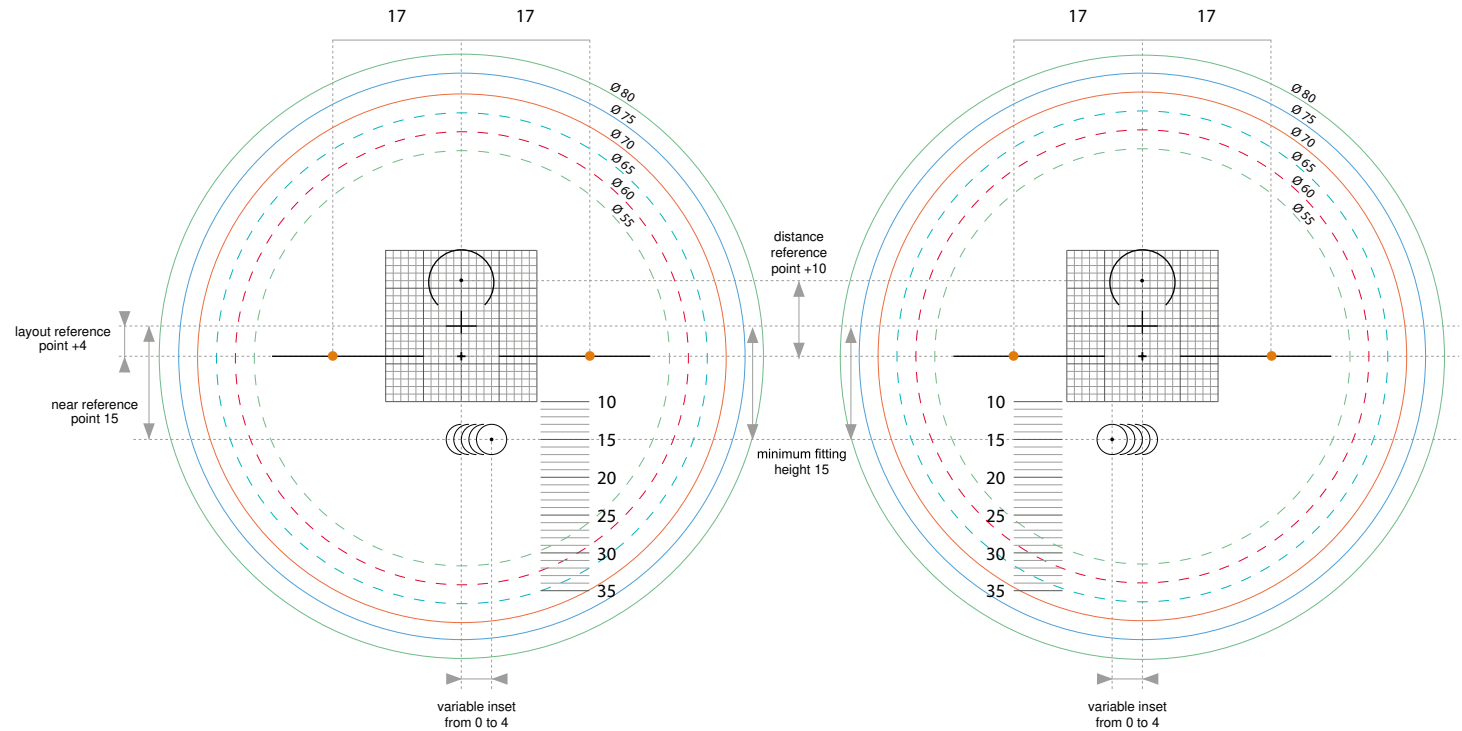 17 17 17 17
Ø 80 Ø 80
Ø 75 Ø 75
Ø 70 Ø 70
Ø 65 Ø 65
Ø 60 Ø 60
Ø 55 Ø 55
distance
reference
point +10
layout reference
point +4
near reference
point 15
10 10
15 15
minimum fitting
height 15
20 20
25 25
30 30
35 35
variable inset
from 0 to 4
variable inset
from 0 to 4